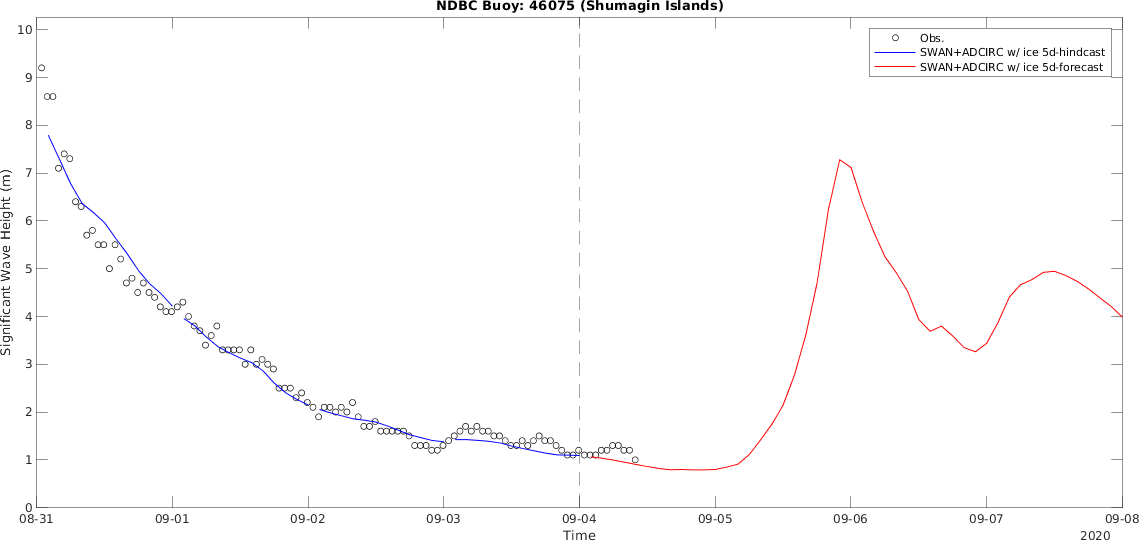 NDBC Buoy: 46075 (Shumagin Islands)
Obs.
SWAN+ADCIRC w/ ice 5d-hindcast
SWAN+ADCIRC w/ ice 5d-forecast
Significant Wave Height (m)
10
9
8
7
6
5
4
3
2
1
0
08-31 09-01 09-02 09-03 09-04 09-05 09-06 09-07 09-08
Time
2020